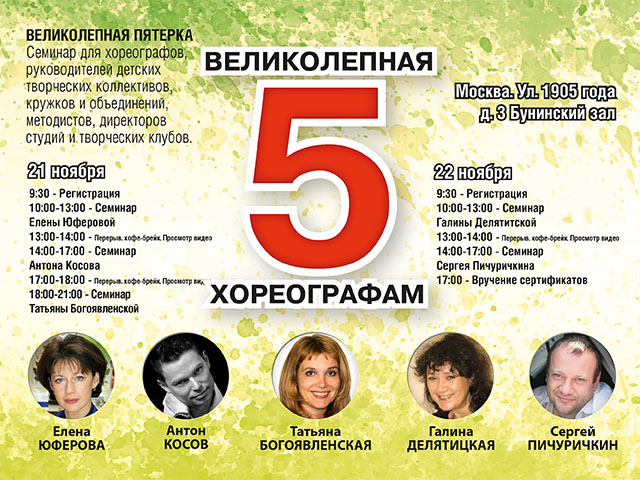 ВЕЛИКОЛЕПНАЯ ПЯТЕРКА
Семинар для хореографов,
руководителей детских
творческих коллективов,
кружков и объединений,
методистов, директоров
студий и творческих клубов.
ВЕЛИКОЛЕПНАЯ
5
ХОРЕОГРАФАМ
Москва. Ул. 1905 года
д. 3 Бунинский зал
21 ноября
9:30 - Регистрация
10:00-13:00 - Семинар
Елены Юферовой
13:00-14:00 - Перерыв. кофе-брейк. Просмотр видео
14:00-17:00 - Семинар
Антона Косова
17:00-18:00 - Перерыв. кофе-брейк. Просмотр вид
18:00-21:00 - Семинар
Татьяны Богоявленской
22 ноября
9:30 - Регистрация
10:00-13:00 - Семинар
Галины Делятитской
13:00-14:00 - Перерыв. кофе-брейк. Просмотр видео
14:00-17:00 - Семинар
Сергея Пичуричкина
17:00 - Вручение сертификатов
Елена
ЮФЕРОВА
Антон
КОСОВ
Татьяна
БОГОЯВЛЕНСКАЯ
Галина
ДЕЛЯТИЦКАЯ
Сергей
ПИЧУРИЧКИН